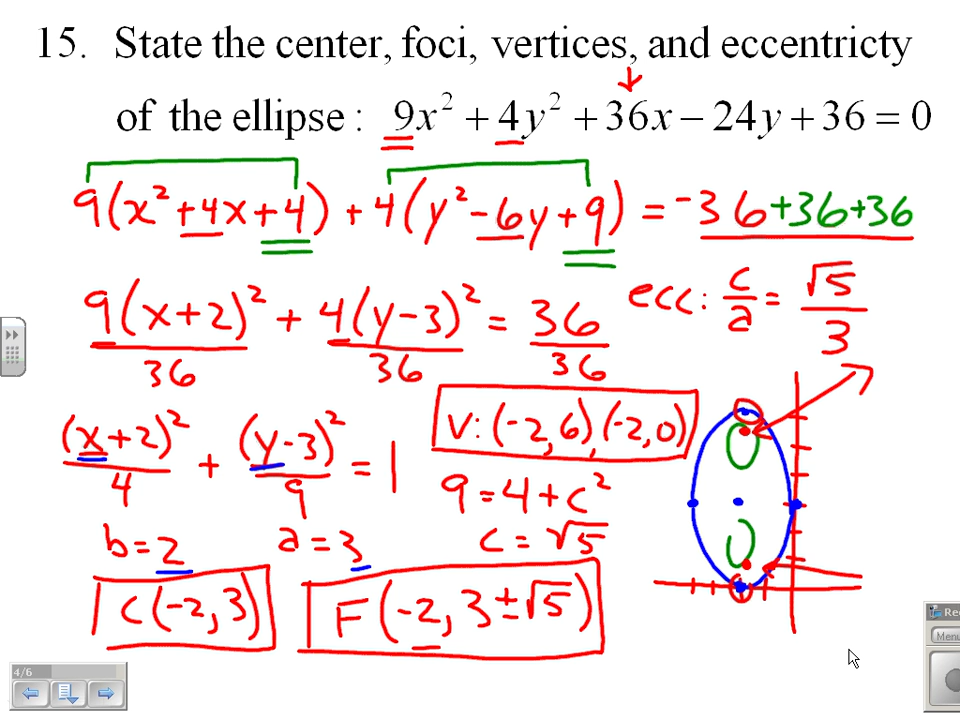 15. State the center, foci, vertices, and eccentricty
of the ellipse : 9x² + 4y² + 36x − 24y + 36 = 0
9(x² + 4x + 4) + 4(y² − 6y + 9) = −36 + 36 + 36
9(x+2)²/36 + 4(y−3)²/36 = 36/36
ecc: c/a = √5/3
(x+2)²/4 + (y−3)²/9 = 1
V: (−2,6)(−2,0)
9 = 4 + c²
b = 2 a = 3 c = √5
C(−2,3) F(−2, 3±√5)
4/6
Rec
Menu